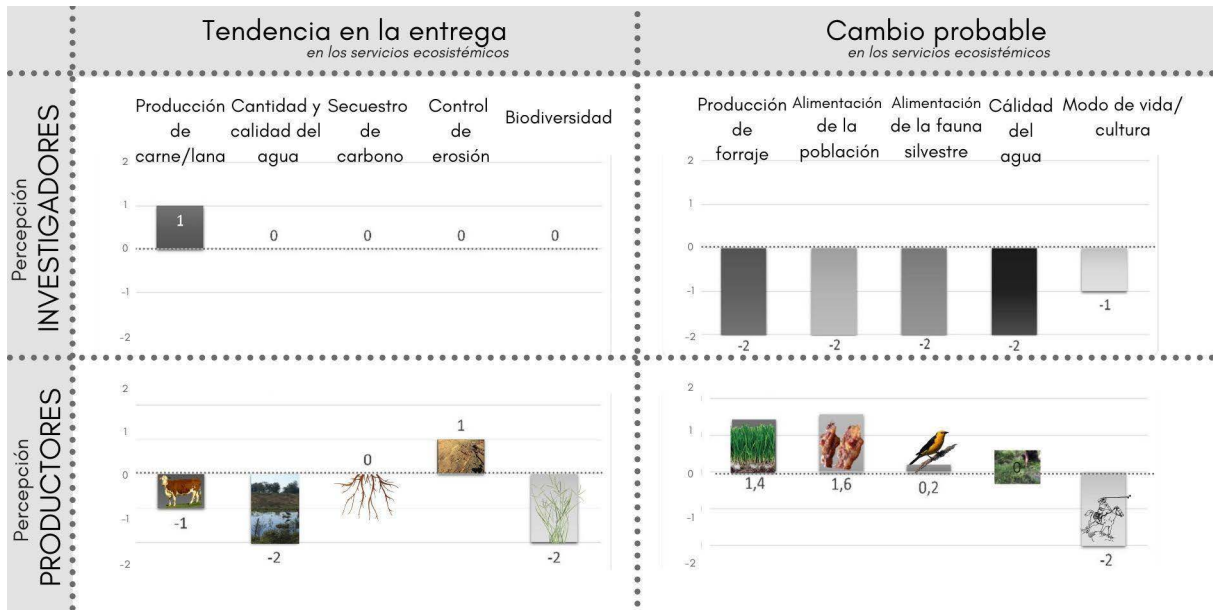 Tendencia en la entrega
en los servicios ecosistémicos
Cambio probable
en los servicios ecosistémicos
Percepción
INVESTIGADORES
Producción
de
carne/lana
Cantidad y
calidad del
agua
Secuestro
de
carbono
Control
de
erosión
Biodiversidad
2
1
0
-1
-2
1
0
0
0
0
Producción
de
forraje
Alimentación
de la
población
Alimentación
de la fauna
silvestre
Cálidad
del
agua
Modo de vida/
cultura
2
1
0
-1
-2
-2
-2
-2
-2
-1
Percepción
PRODUCTORES
2
1
0
-1
-2
-1
-2
0
1
-2
2
1
0
-1
-2
1,4
1,6
0,2
0
-2